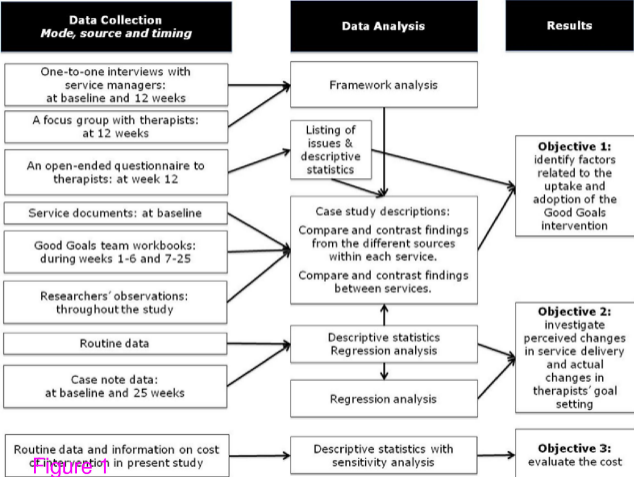 Data Collection
Mode, source and timing
Data Analysis
Results
One-to-one interviews with
service managers:
at baseline and 12 weeks
A focus group with therapists:
at 12 weeks
An open-ended questionnaire to
therapists: at week 12
Service documents: at baseline
Good Goals team workbooks:
during weeks 1-6 and 7-25
Researchers' observations:
throughout the study
Routine data
Case note data:
at baseline and 25 weeks
Routine data and information on cost
of intervention in present study
Framework analysis
Listing of
issues &
descriptive
statistics
Case study descriptions:
Compare and contrast findings
from the different sources
within each service.
Compare and contrast findings
between services.
Descriptive statistics
Regression analysis
Regression analysis
Descriptive statistics with
sensitivity analysis
Objective 1:
identify factors
related to the
uptake and
adoption of the
Good Goals
intervention
Objective 2:
investigate
perceived changes
in service delivery
and actual
changes in
therapists' goal
setting
Objective 3:
evaluate the cost
Figure 1